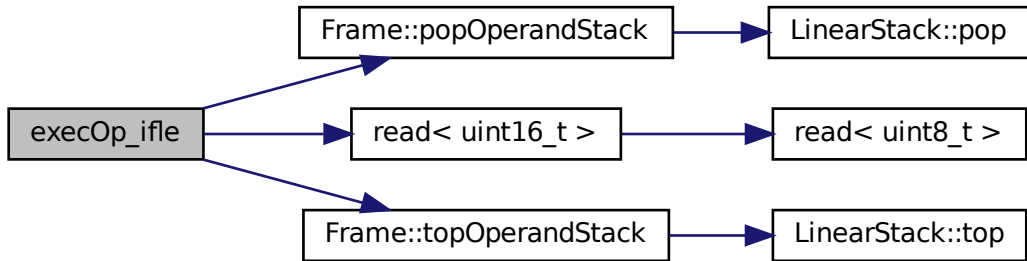 Frame::popOperandStack
LinearStack::pop
execOp_ifle
read< uint16_t >
read< uint8_t >
Frame::topOperandStack
LinearStack::top